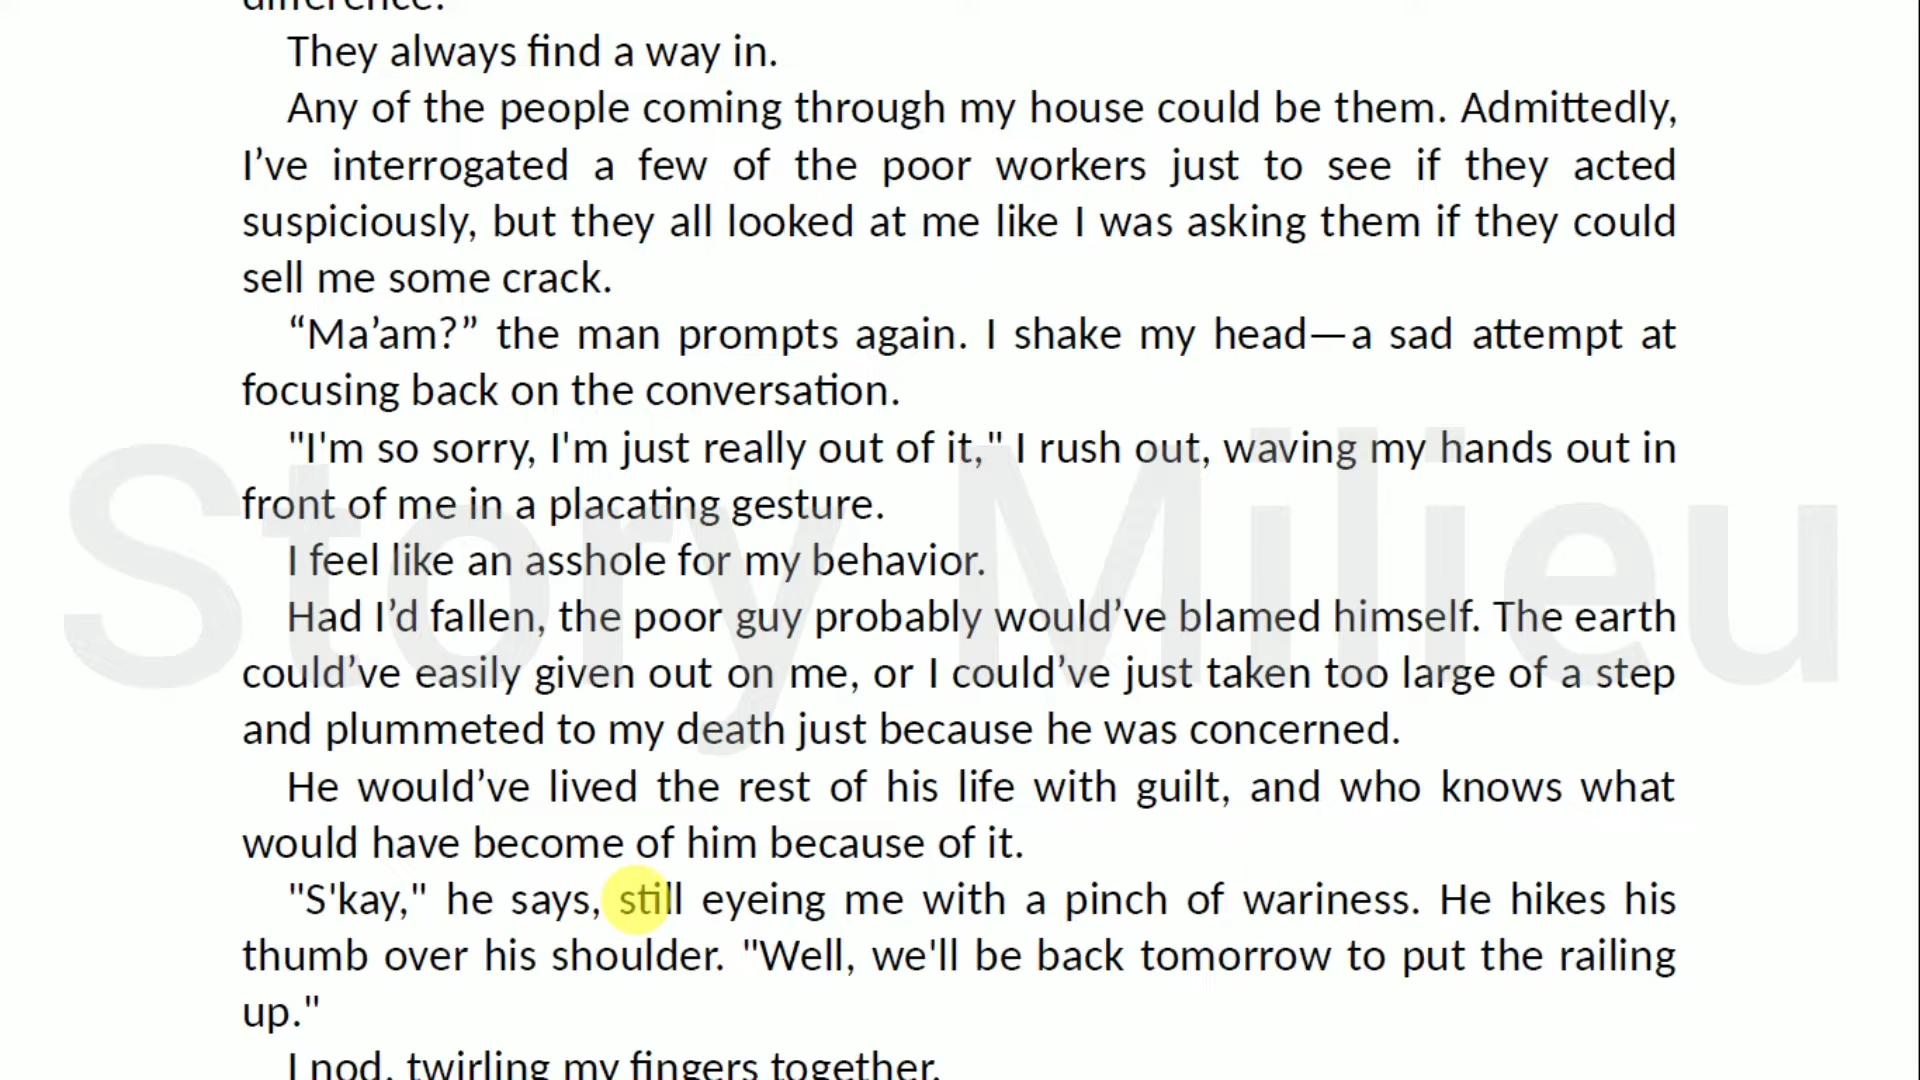 difference.
They always find a way in.
Any of the people coming through my house could be them. Admittedly,
I’ve interrogated a few of the poor workers just to see if they acted
suspiciously, but they all looked at me like I was asking them if they could
sell me some crack.
“Ma’am?” the man prompts again. I shake my head—a sad attempt at
focusing back on the conversation.
"I'm so sorry, I'm just really out of it," I rush out, waving my hands out in
front of me in a placating gesture.
I feel like an asshole for my behavior.
Had I’d fallen, the poor guy probably would’ve blamed himself. The earth
could’ve easily given out on me, or I could’ve just taken too large of a step
and plummeted to my death just because he was concerned.
He would’ve lived the rest of his life with guilt, and who knows what
would have become of him because of it.
"S'kay," he says, still eyeing me with a pinch of wariness. He hikes his
thumb over his shoulder. "Well, we'll be back tomorrow to put the railing
up."
I nod, twirling my fingers together.
Story Milieu